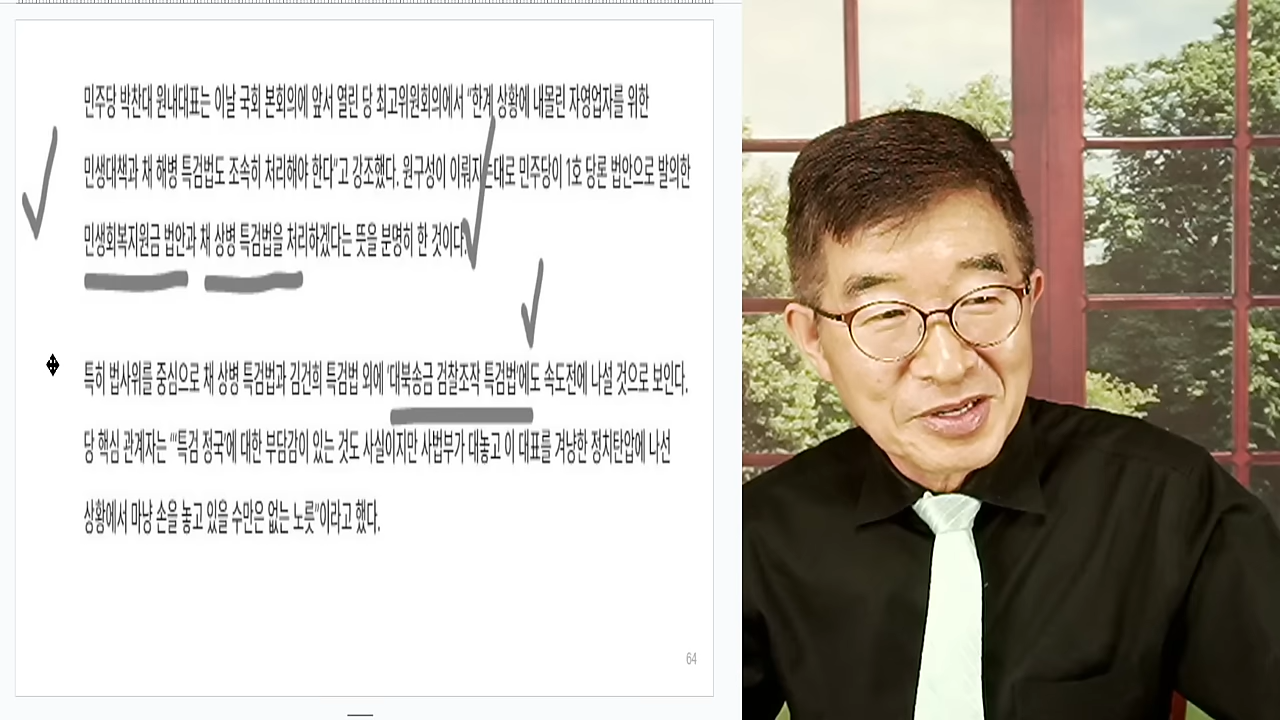 민주당 박찬대 원내대표는 이날 국회 본회의에 앞서 열린 당 최고위원회의에서 “한계 상황에 내몰린 자영업자를 위한
민생대책과 채 해병 특검법도 조속히 처리해야 한다”고 강조했다. 원구성이 이뤄지는대로 민주당이 1호 당론 법안으로 발의한
민생회복지원금 법안과 채 상병 특검법을 처리하겠다는 뜻을 분명히 한 것이다.
특히 법사위를 중심으로 채 상병 특검법과 김건희 특검법 외에 ‘대북송금 검찰조작 특검법’에도 속도전에 나설 것으로 보인다.
당 핵심 관계자는 “‘특검 정국’에 대한 부담감이 있는 것도 사실이지만 사법부가 대놓고 이 대표를 겨냥한 정치탄압에 나선
상황에서 마냥 손을 놓고 있을 수만은 없는 노릇”이라고 했다.
64